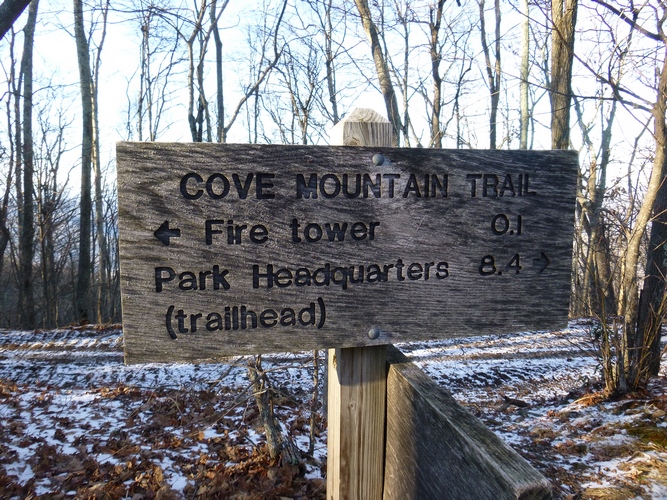 COVE MOUNTAIN TRAIL
← Fire tower 0.1
Park Headquarters 8.4 →
(trailhead)